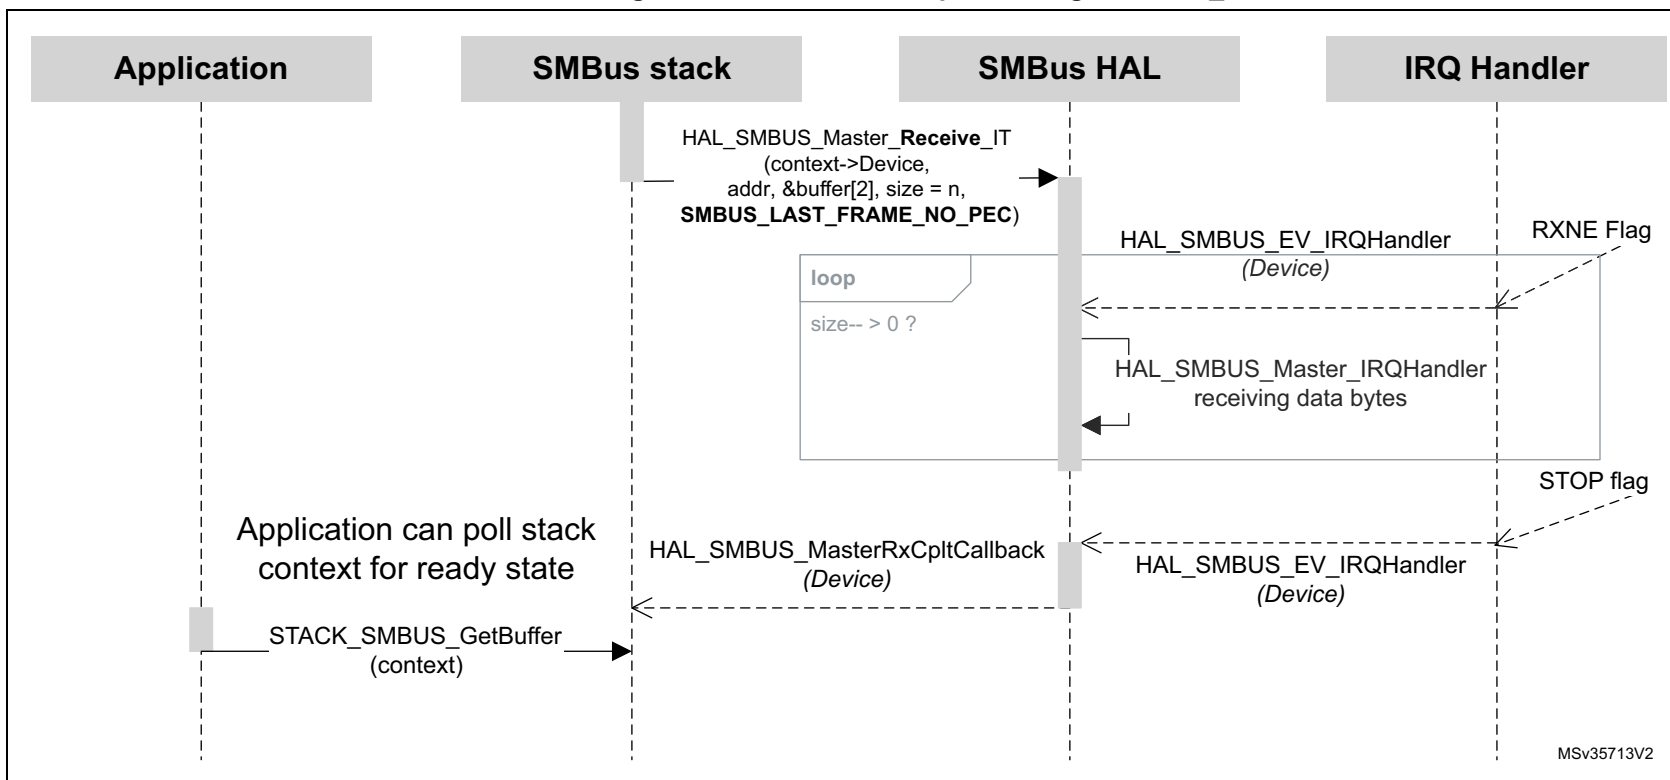 Application
SMBus stack
SMBus HAL
IRQ Handler
HAL_SMBUS_Master_Receive_IT
(context->Device,
addr, &buffer[2], size = n,
SMBUS_LAST_FRAME_NO_PEC)
RXNE Flag
HAL_SMBUS_EV_IRQHandler
(Device)
loop
size-- > 0 ?
HAL_SMBUS_Master_IRQHandler
receiving data bytes
STOP flag
Application can poll stack
context for ready state
HAL_SMBUS_MasterRxCpltCallback
(Device)
HAL_SMBUS_EV_IRQHandler
(Device)
STACK_SMBUS_GetBuffer
(context)
MSv35713V2